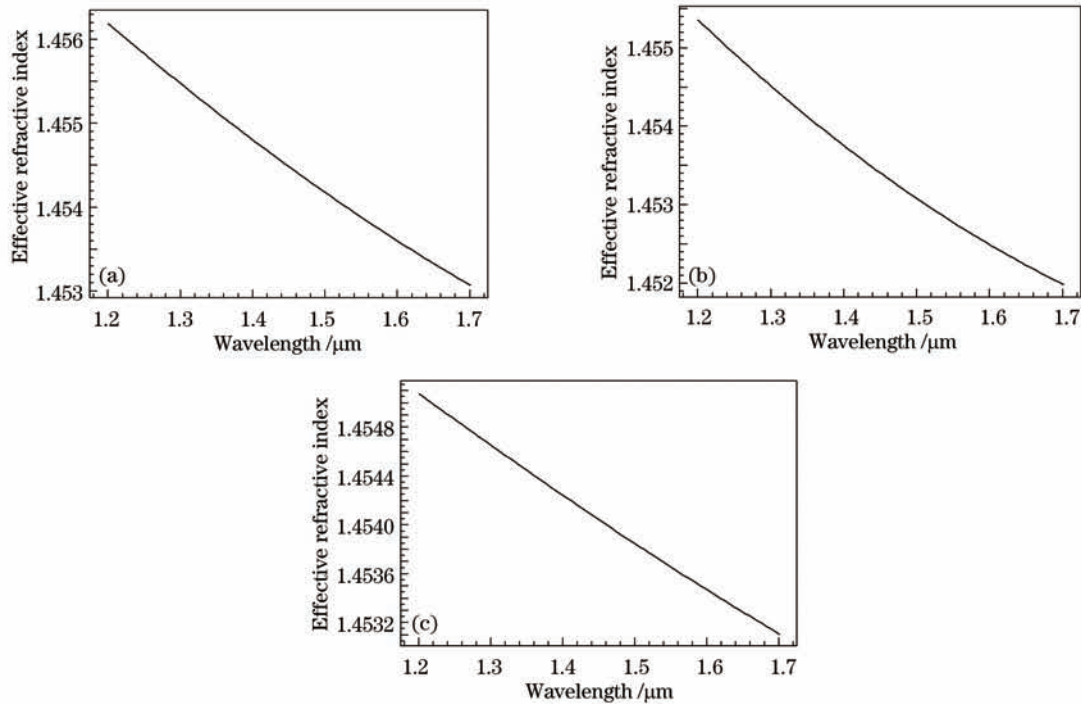 Effective refractive index
1.456
1.455
1.454
1.453
(a)
1.2 1.3 1.4 1.5 1.6 1.7
Wavelength /μm
Effective refractive index
1.455
1.454
1.453
1.452
(b)
1.2 1.3 1.4 1.5 1.6 1.7
Wavelength /μm
Effective refractive index
1.4548
1.4544
1.4540
1.4536
1.4532
(c)
1.2 1.3 1.4 1.5 1.6 1.7
Wavelength /μm